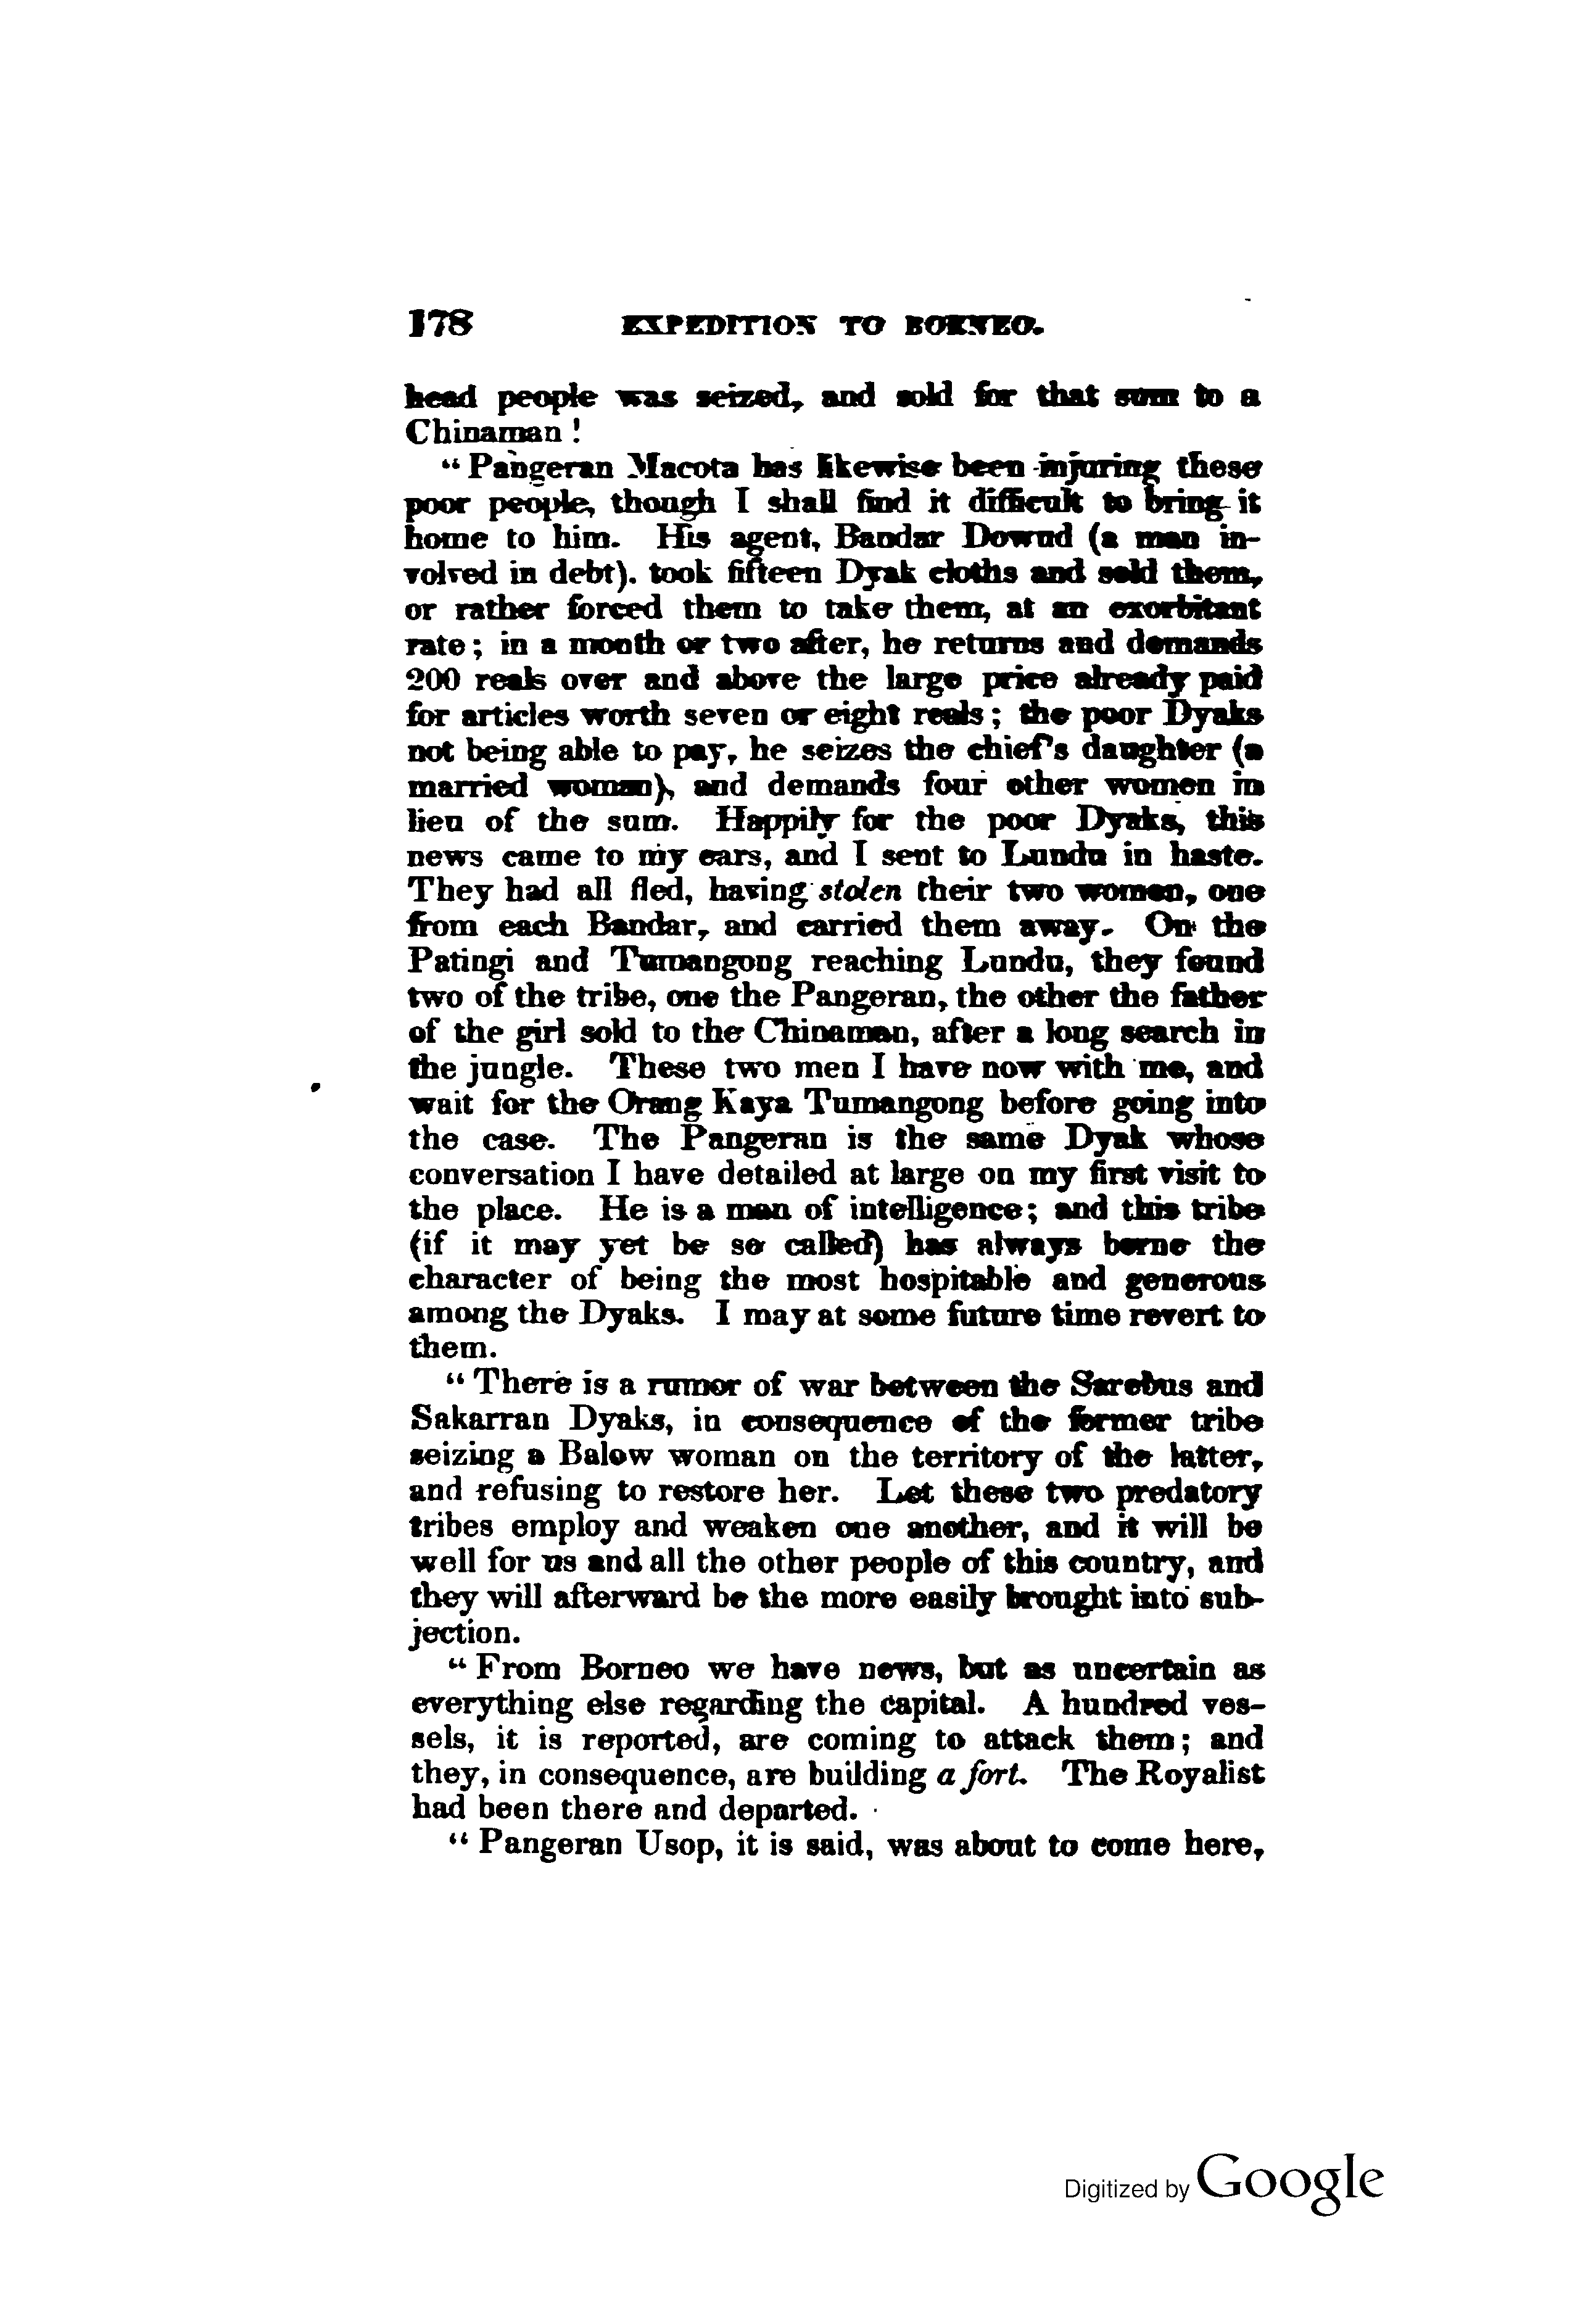 178 EXPEDITION TO BORNEO.
head people was seized, and sold for that sum to a
Chinaman!
“Pangeran Macota has likewise been injuring these
poor people, though I shall find it difficult to bring it
home to him. His agent, Bandar Dowud (a man in-
volved in debt). took fifteen Dyak cloths and sold them,
or rather forced them to take them, at an exorbitant
rate; in a month or two after, he returns and demands
200 reals over and above the large price already paid
for articles worth seven or eight reals; the poor Dyaks
not being able to pay, he seizes the chief's daughter (a
married woman), and demands four other women in
lieu of the sum. Happily for the poor Dyaks, this
news came to my ears, and I sent to Lundu in haste.
They had all fled, having stolen their two women, one
from each Bandar, and carried them away. On the
Patingi and Tumangong reaching Lundu, they found
two of the tribe, one the Pangeran, the other the father
of the girl sold to the Chinaman, after a long search in
the jungle. These two men I have now with me, and
wait for the Orang Kaya Tumangong before going into
the case. The Pangeran is the same Dyak whose
conversation I have detailed at large on my first visit to
the place. He is a man of intelligence; and this tribe
(if it may yet be so called) has always borne the
character of being the most hospitable and generous
among the Dyaks. I may at some future time revert to
them.
“There is a rumor of war between the Sarebus and
Sakarran Dyaks, in consequence of the former tribe
seizing a Balow woman on the territory of the latter,
and refusing to restore her. Let these two predatory
tribes employ and weaken one another, and it will be
well for us and all the other people of this country, and
they will afterward be the more easily brought into sub-
jection.
“From Borneo we have news, but as uncertain as
everything else regarding the capital. A hundred ves-
sels, it is reported, are coming to attack them; and
they, in consequence, are building a fort. The Royalist
had been there and departed.
“Pangeran Usop, it is said, was about to come here,
Digitized by Google